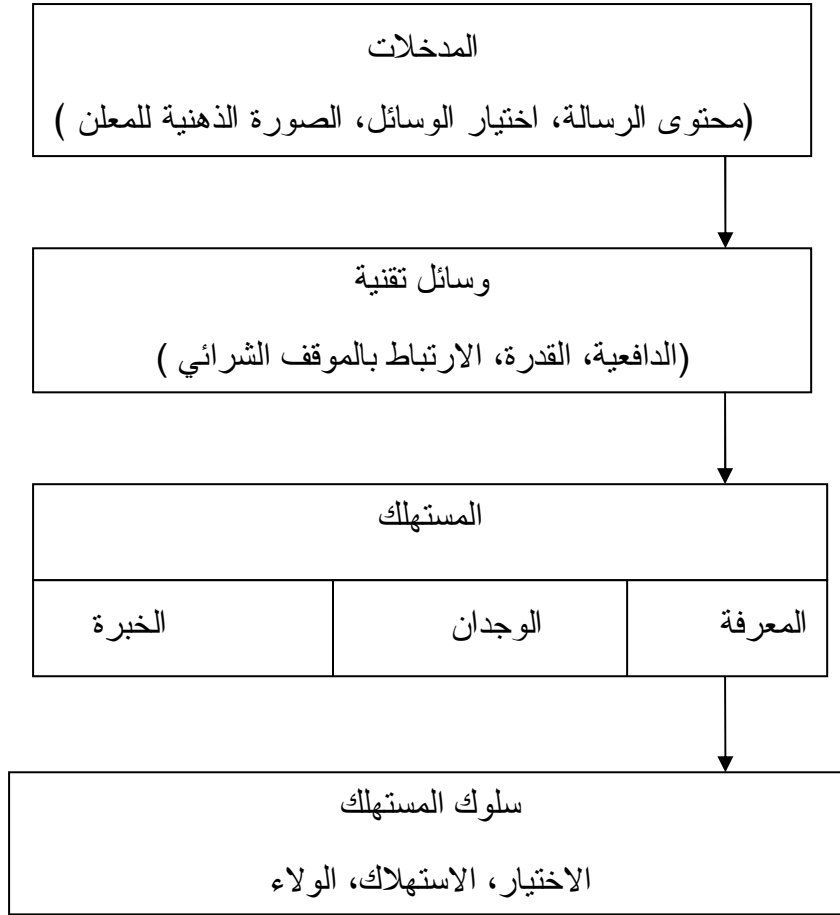 المدخلات
(محتوى الرسالة، اختيار الوسائل، الصورة الذهنية للمعلن )
وسائل تقنية
(الدافعية، القدرة، الارتباط بالموقف الشرائي )
المستهلك
المعرفة الوجدان الخبرة
سلوك المستهلك
الاختيار، الاستهلاك، الولاء